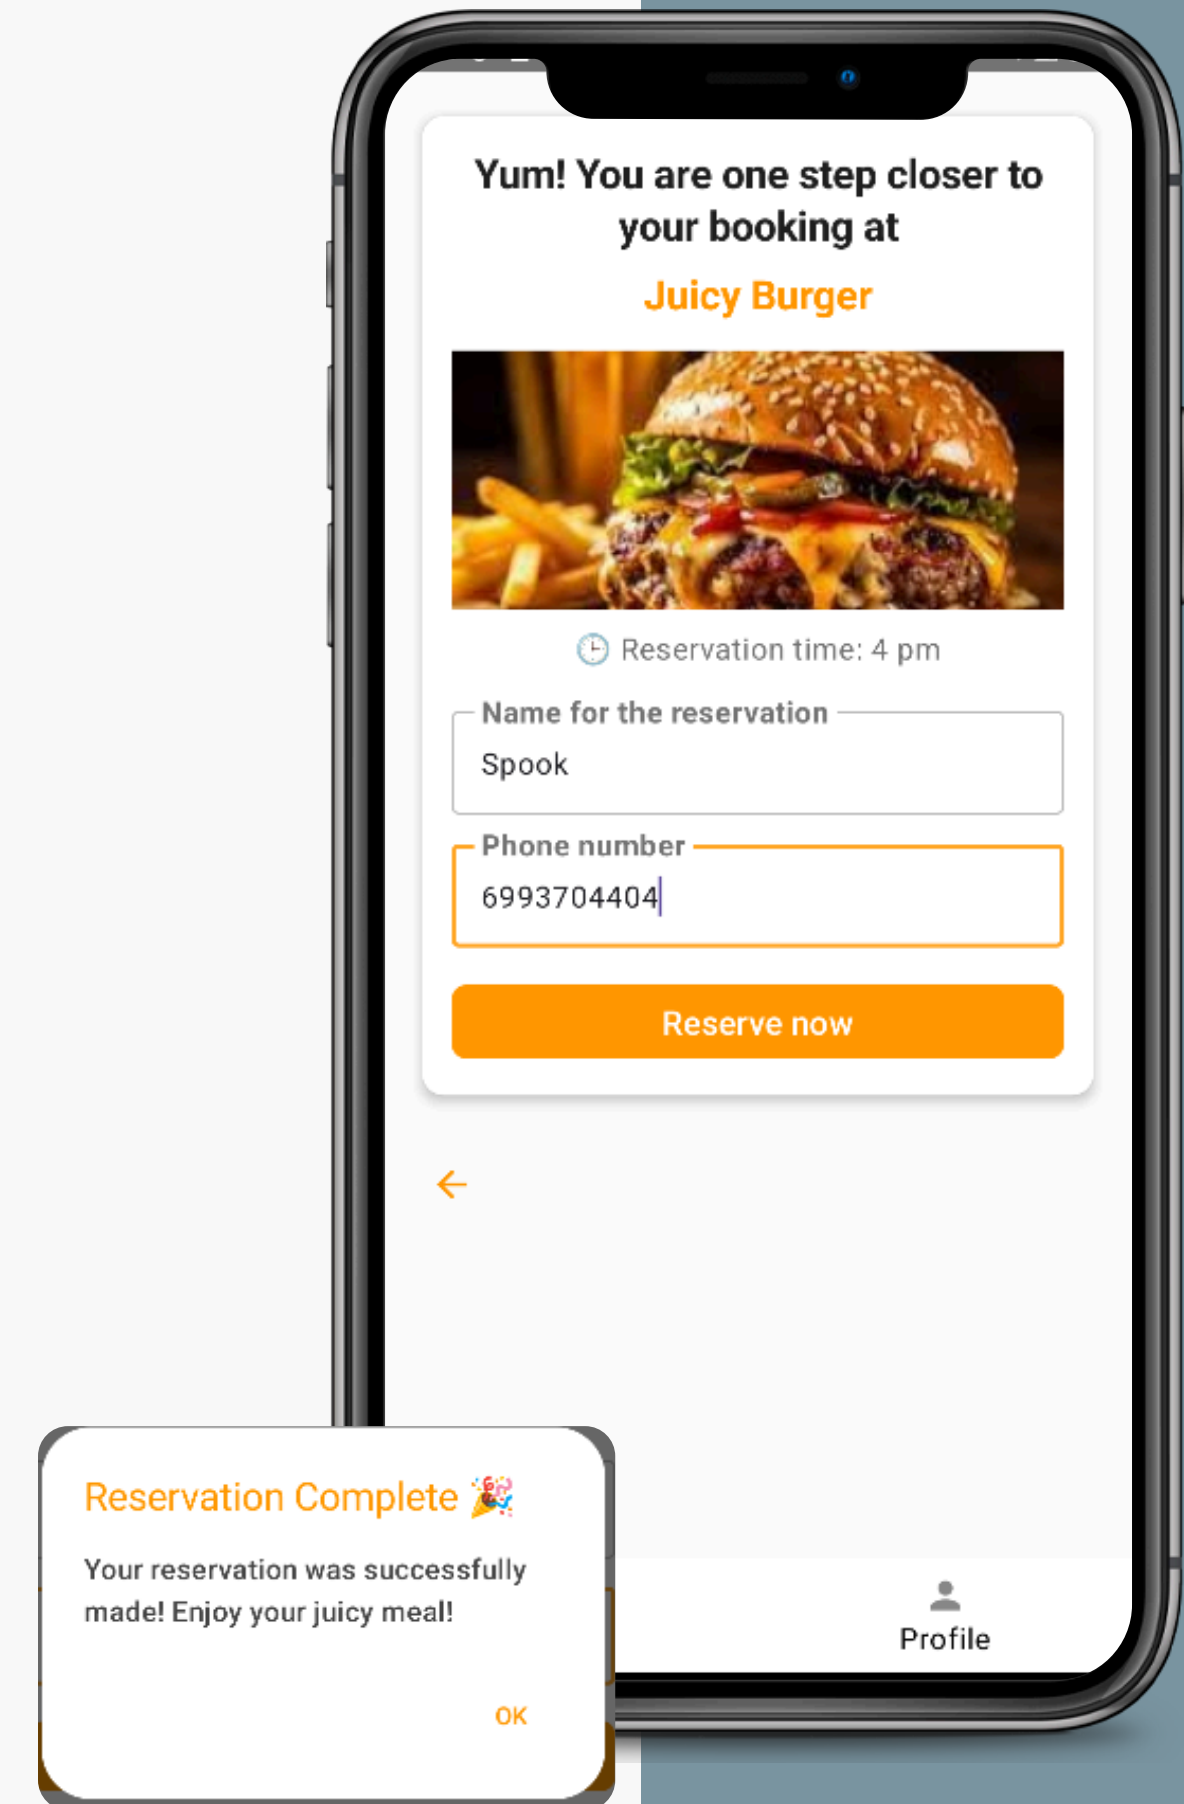 Yum! You are one step closer to
your booking at
Juicy Burger
Reservation time: 4 pm
Name for the reservation
Spook
Phone number
6993704404
Reserve now
Profile
Reservation Complete 🎉
Your reservation was successfully
made! Enjoy your juicy meal!
OK